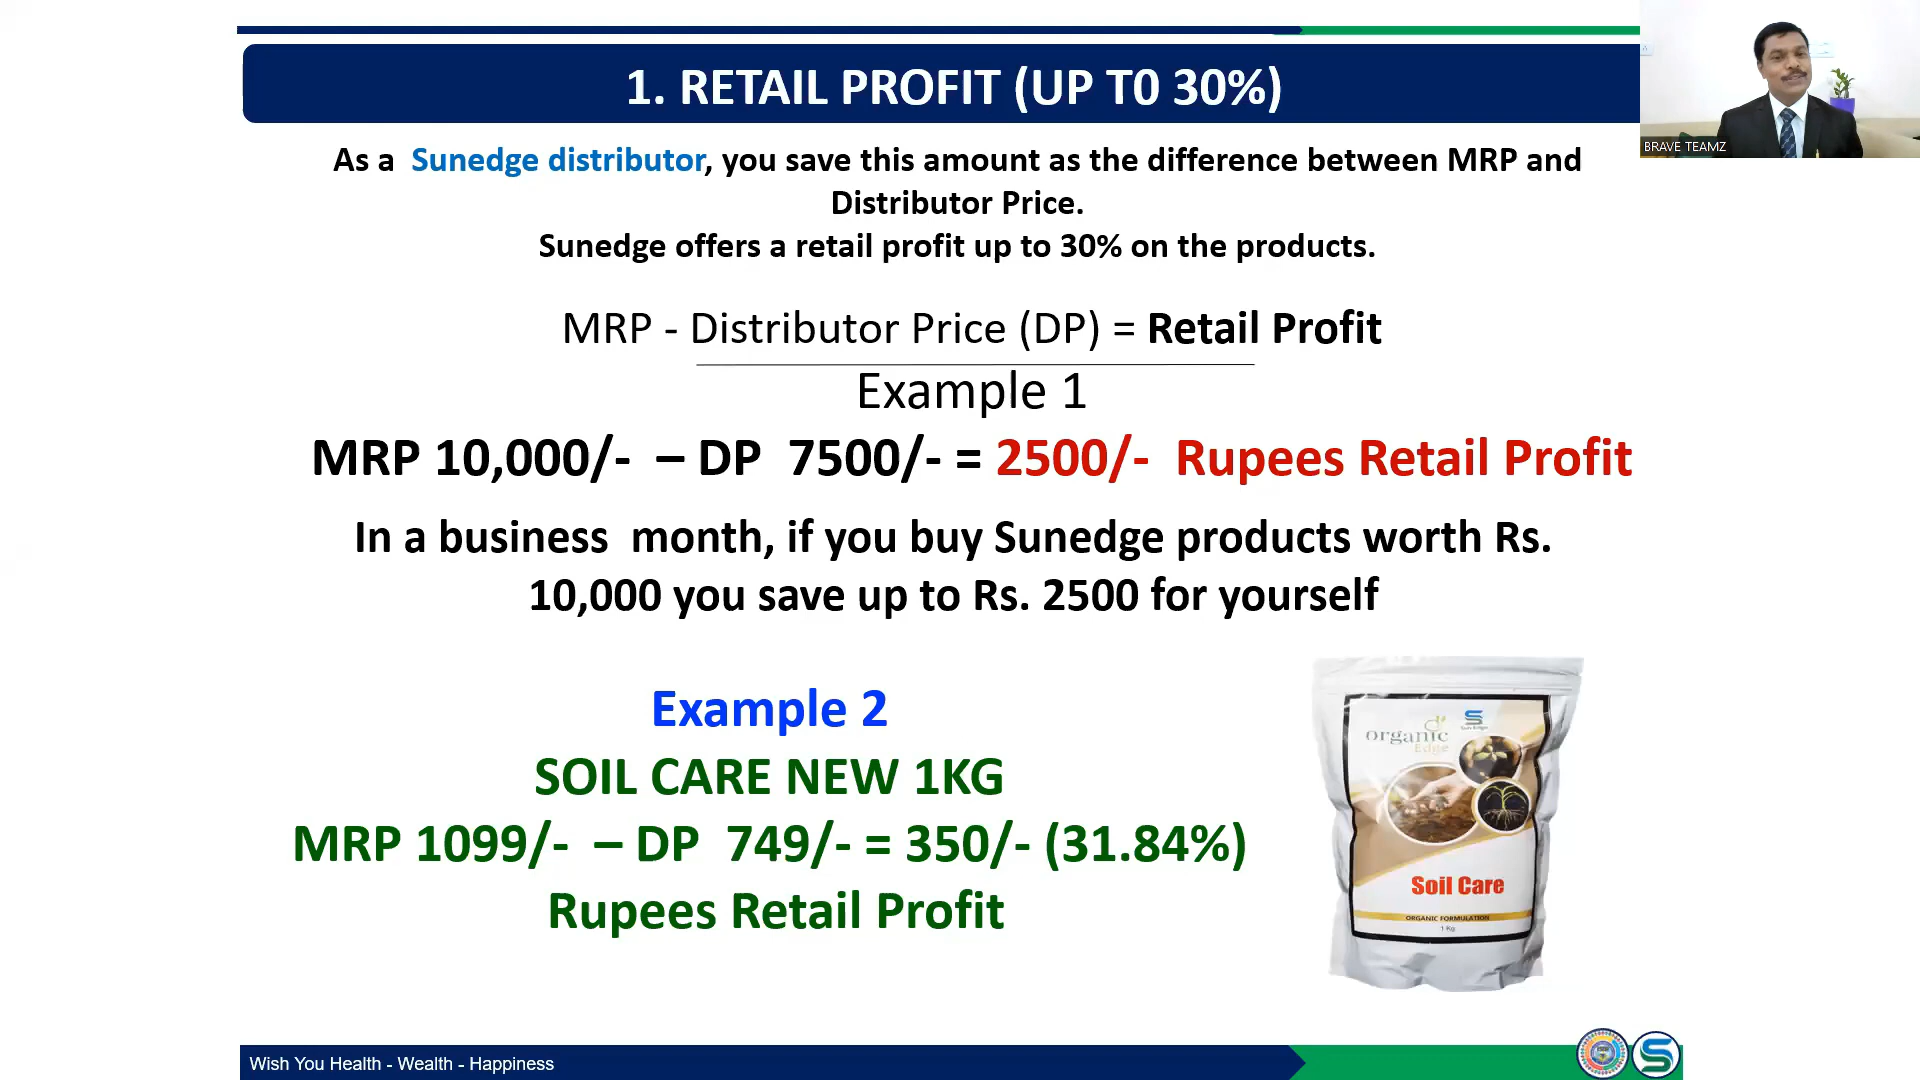 1. RETAIL PROFIT (UP T0 30%)
BRAVE TEAMZ
As a Sunedge distributor, you save this amount as the difference between MRP and
Distributor Price.
Sunedge offers a retail profit up to 30% on the products.
MRP - Distributor Price (DP) = Retail Profit
Example 1
MRP 10,000/- – DP 7500/- = 2500/- Rupees Retail Profit
In a business month, if you buy Sunedge products worth Rs.
10,000 you save up to Rs. 2500 for yourself
Example 2
SOIL CARE NEW 1KG
MRP 1099/- – DP 749/- = 350/- (31.84%)
Rupees Retail Profit
organic
Edge
Soil Care
ORGANIC FORMULATION
1 Kg
Wish You Health - Wealth - Happiness